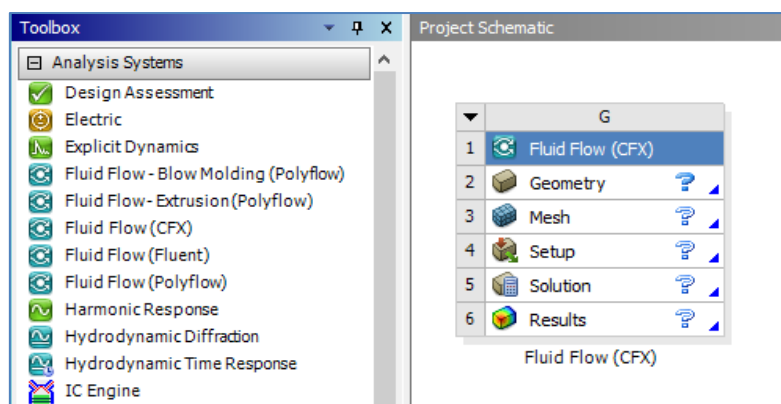 Toolbox
Analysis Systems
Design Assessment
Electric
Explicit Dynamics
Fluid Flow - Blow Molding (Polyflow)
Fluid Flow - Extrusion (Polyflow)
Fluid Flow (CFX)
Fluid Flow (Fluent)
Fluid Flow (Polyflow)
Harmonic Response
Hydrodynamic Diffraction
Hydrodynamic Time Response
IC Engine
Project Schematic
G
1 Fluid Flow (CFX)
2 Geometry ?
3 Mesh ?
4 Setup ?
5 Solution ?
6 Results ?
Fluid Flow (CFX)